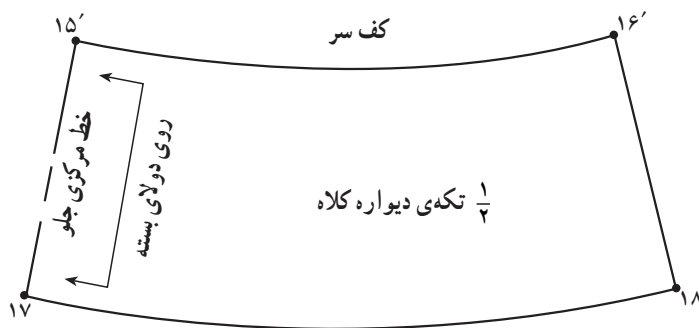 ۱۵′
کف سر
۱۶′
خط مرکزی جلو
روی دولای بسته
۱/۲ تکه‌ی دیواره کلاه
۱۷
۱۸